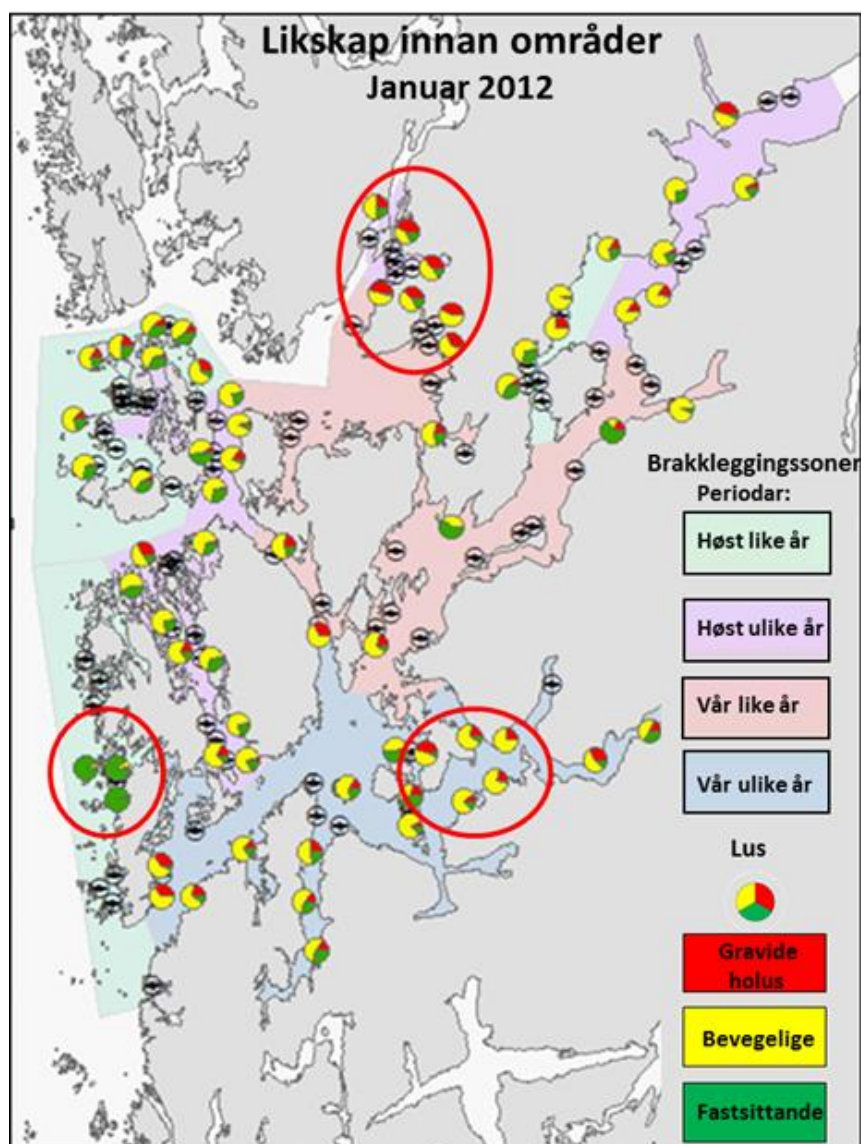 Likskap innan områder
Januar 2012
Brakkleggingssoner
Periodar:
Høst like år
Høst ulike år
Vår like år
Vår ulike år
Lus
Gravide
holus
Bevegelige
Fastsittande